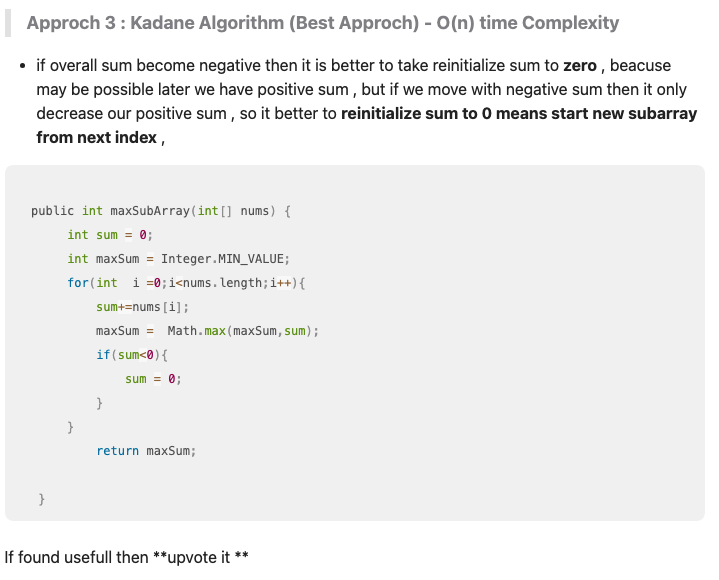 Approch 3 : Kadane Algorithm (Best Approch) - O(n) time Complexity
• if overall sum become negative then it is better to take reinitialize sum to zero , beacuse
may be possible later we have positive sum , but if we move with negative sum then it only
decrease our positive sum , so it better to reinitialize sum to 0 means start new subarray
from next index ,
public int maxSubArray(int[] nums) {
int sum = 0;
int maxSum = Integer.MIN_VALUE;
for(int  i =0;i<nums.length;i++){
sum+=nums[i];
maxSum =  Math.max(maxSum,sum);
if(sum<0){
sum = 0;
}
}
return maxSum;
}
If found usefull then **upvote it **